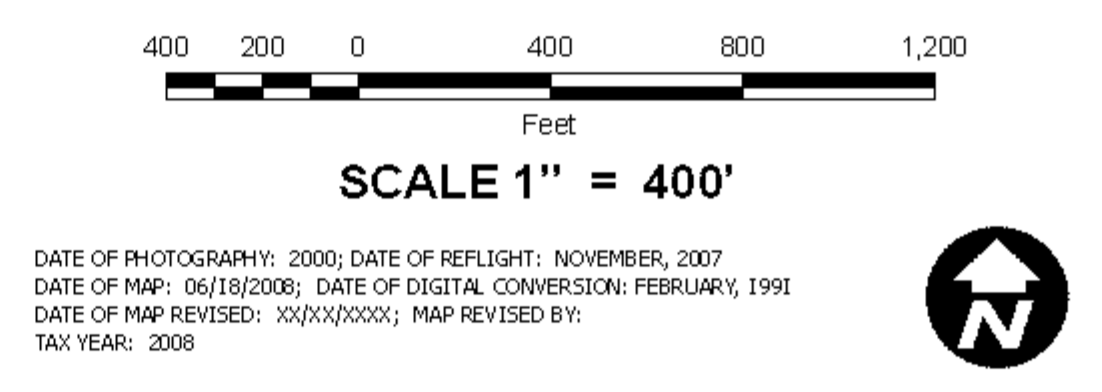 400 200 0 400 800 1,200
Feet
SCALE 1” = 400’
DATE OF PHOTOGRAPHY: 2000; DATE OF REFLIGHT: NOVEMBER, 2007
DATE OF MAP: 06/18/2008; DATE OF DIGITAL CONVERSION: FEBRUARY, 1991
DATE OF MAP REVISED: XX/XX/XXXX; MAP REVISED BY:
TAX YEAR: 2008
N